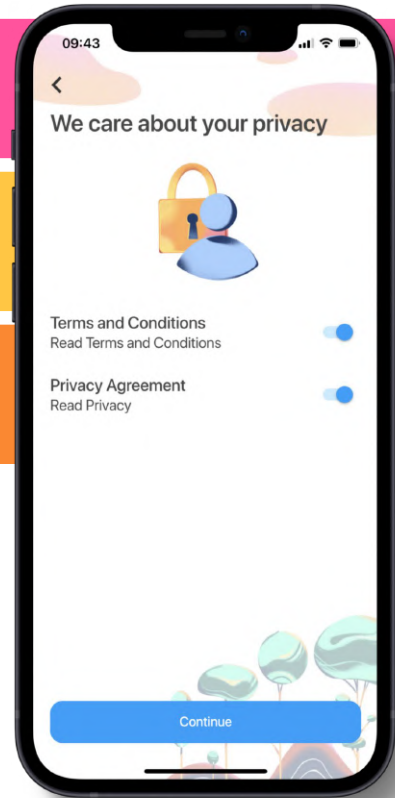 09:43
We care about your privacy
Terms and Conditions
Read Terms and Conditions
Privacy Agreement
Read Privacy
Continue